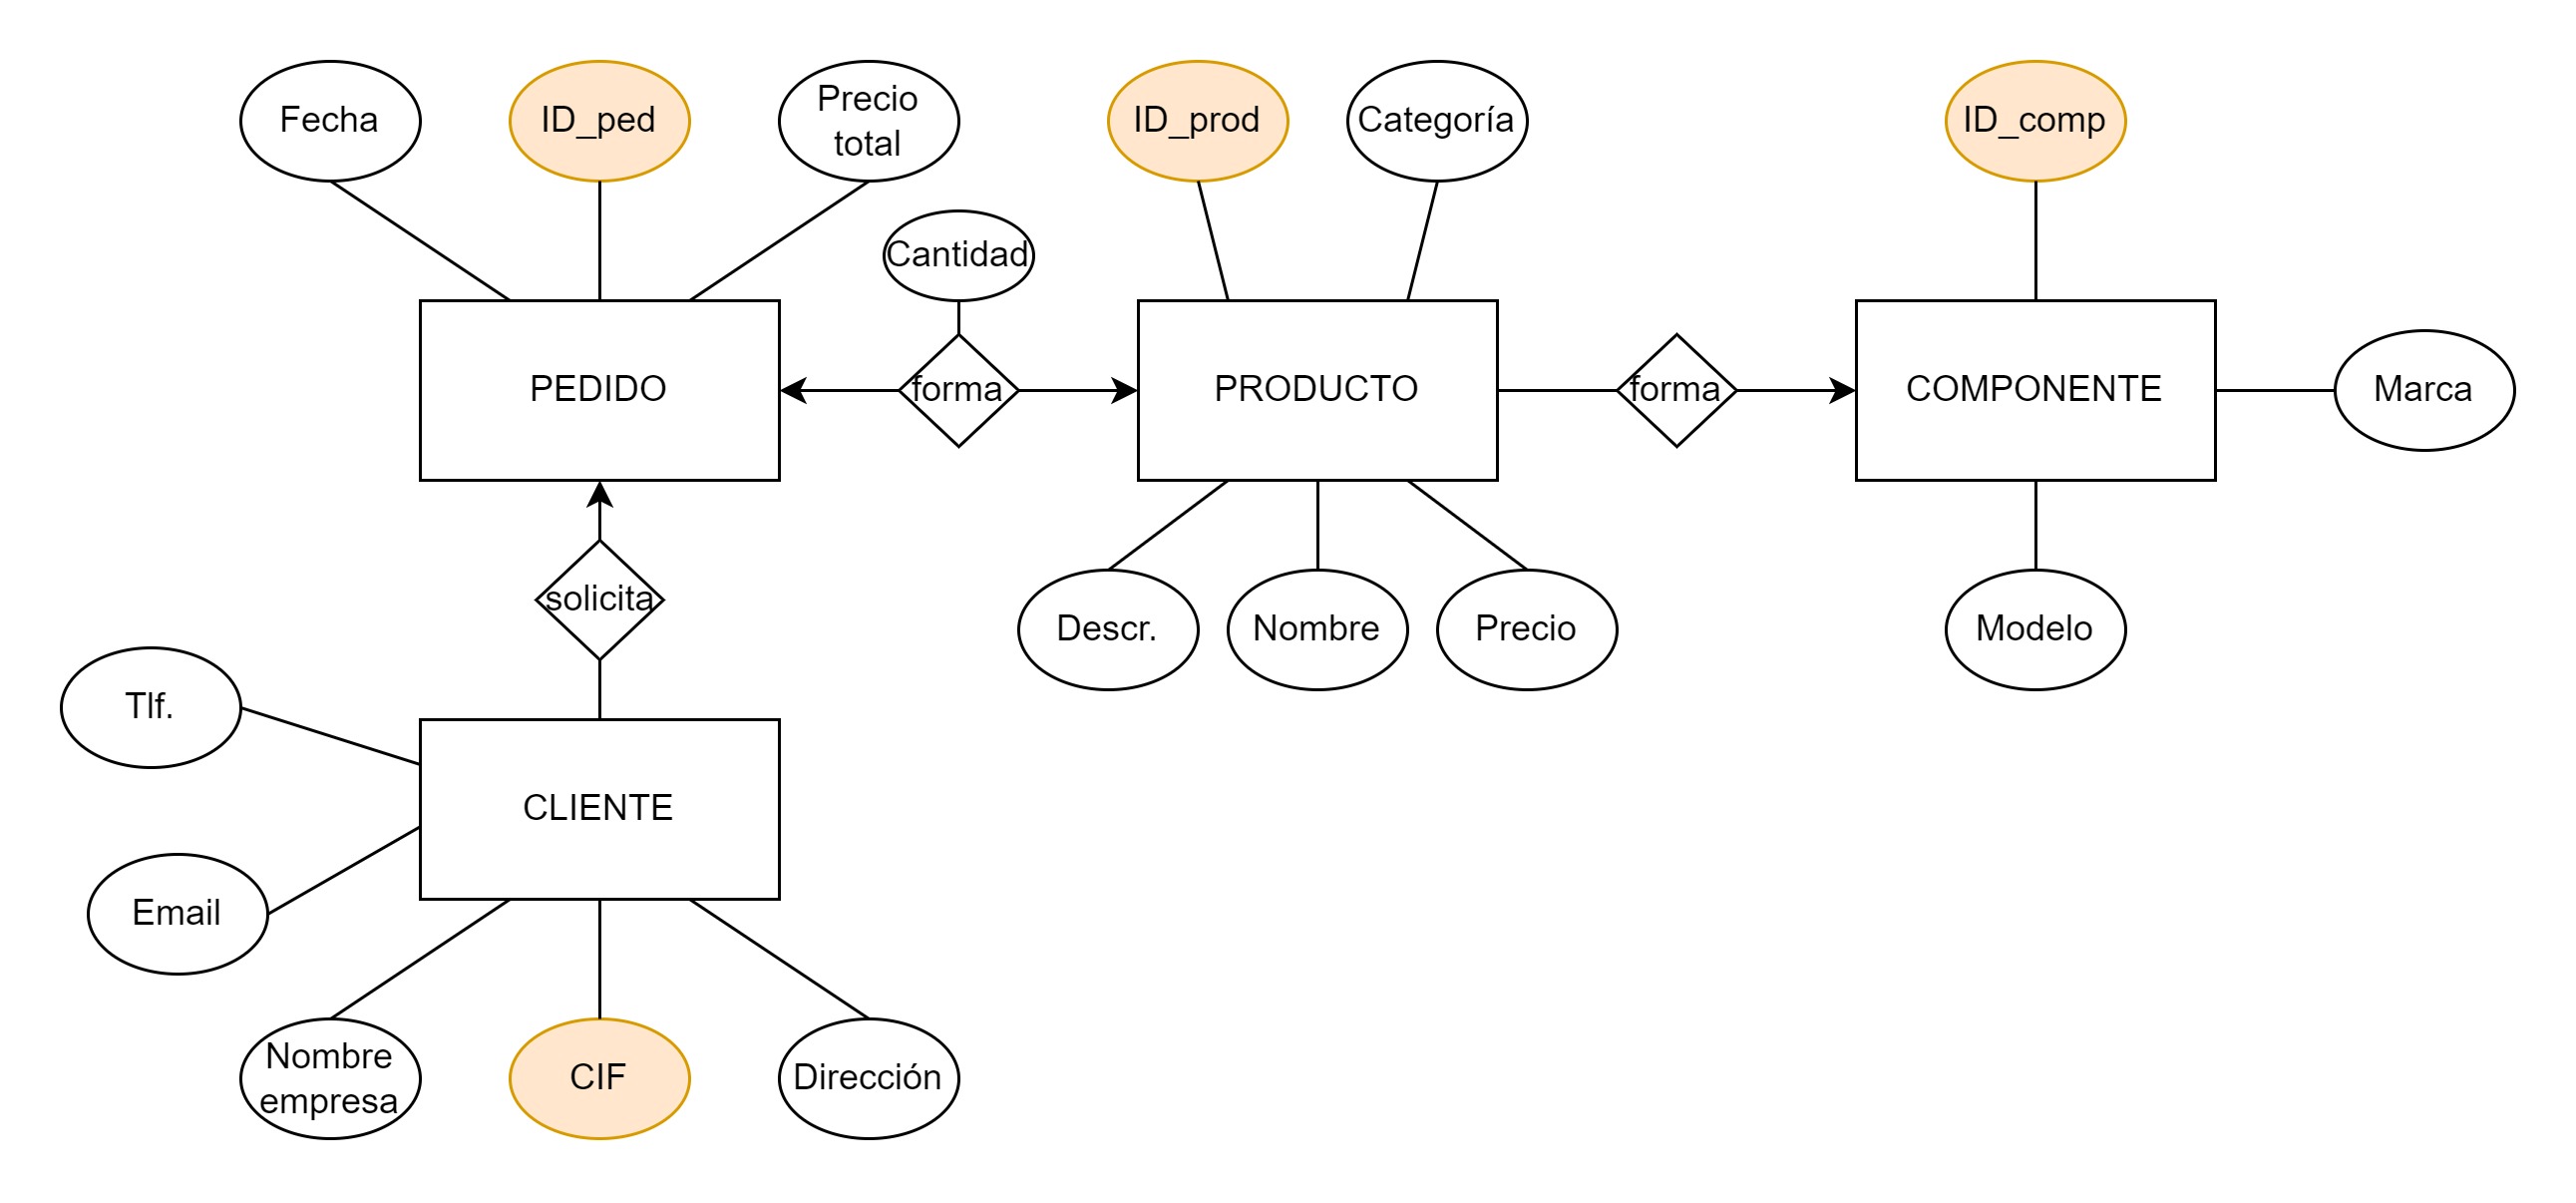 Fecha
ID_ped
Precio
total
ID_prod
Categoría
ID_comp
Cantidad
PEDIDO
forma
PRODUCTO
forma
COMPONENTE
Marca
solicita
Descr.
Nombre
Precio
Modelo
Tlf.
CLIENTE
Email
Nombre
empresa
CIF
Dirección